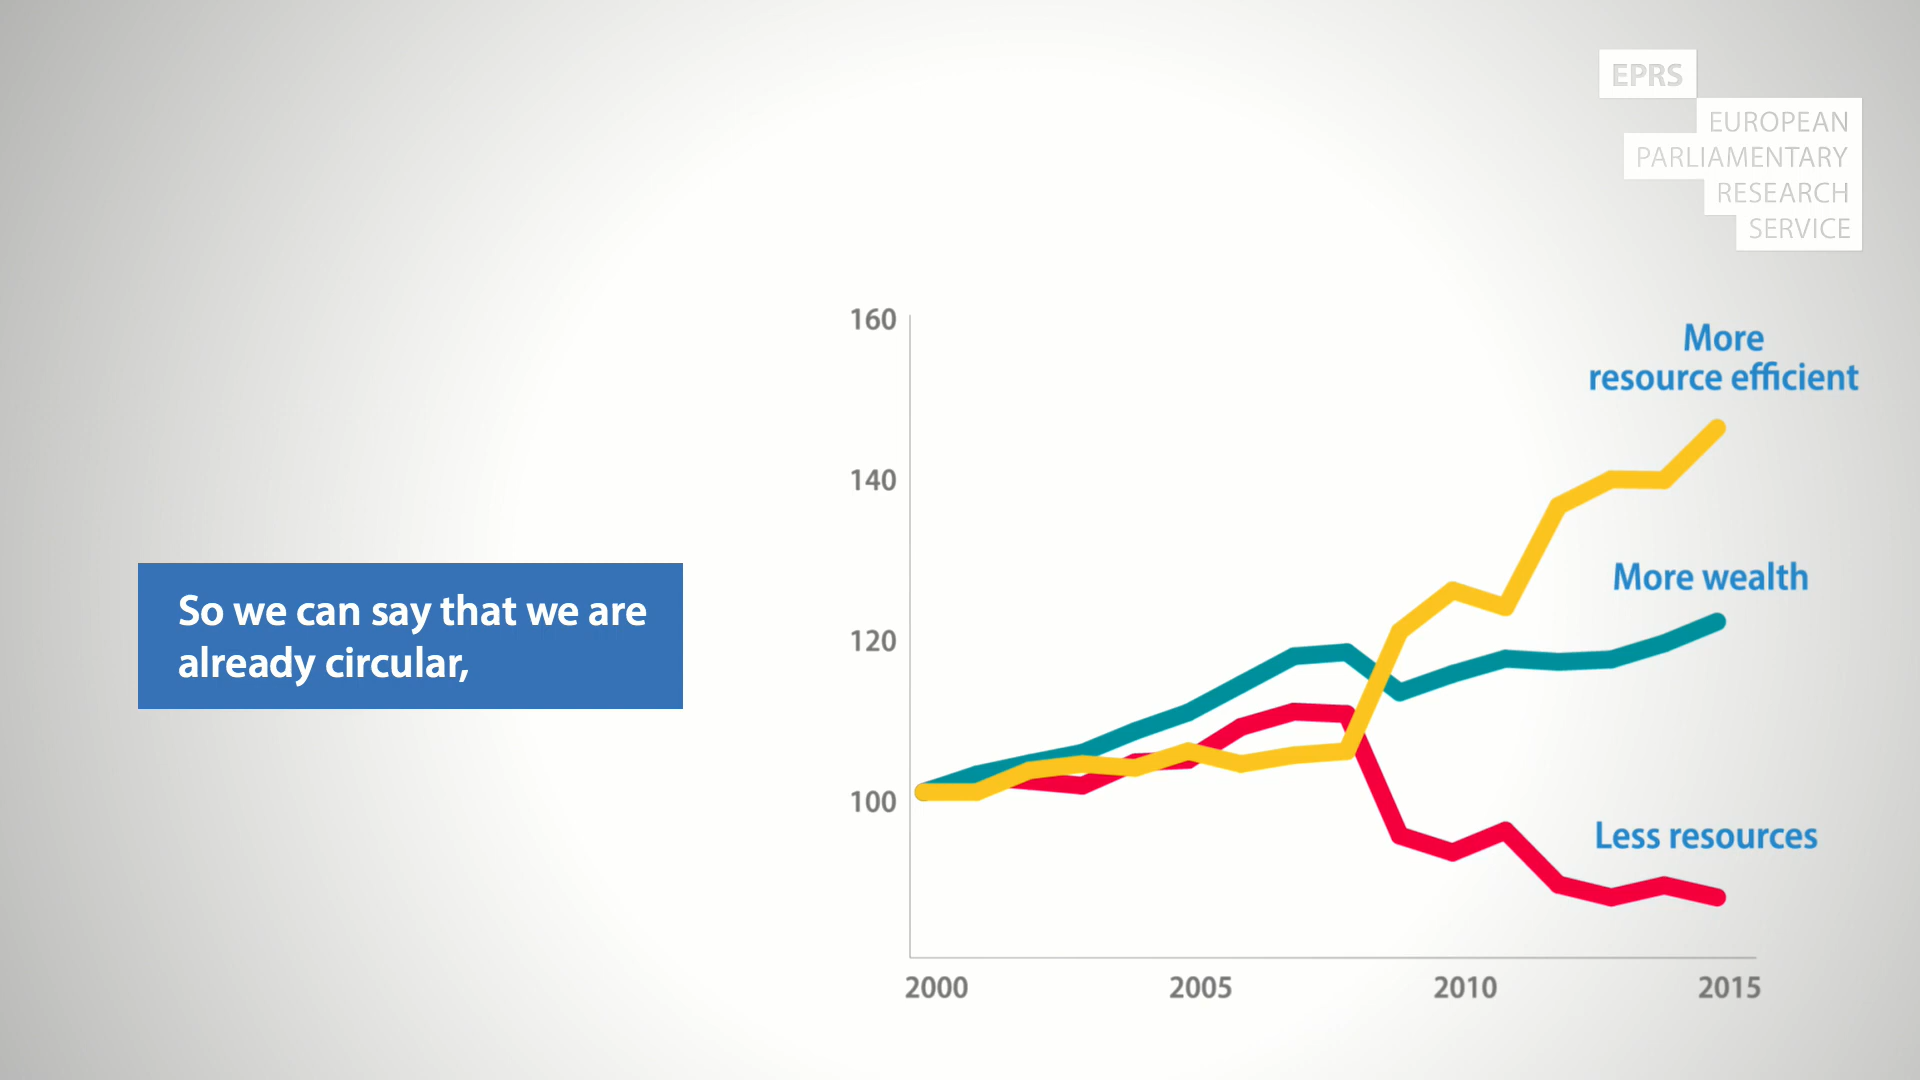 EPRS
EUROPEAN
PARLIAMENTARY
RESEARCH
SERVICE
So we can say that we are
already circular,
160
140
120
100
More
resource efficient
More wealth
Less resources
2000 2005 2010 2015